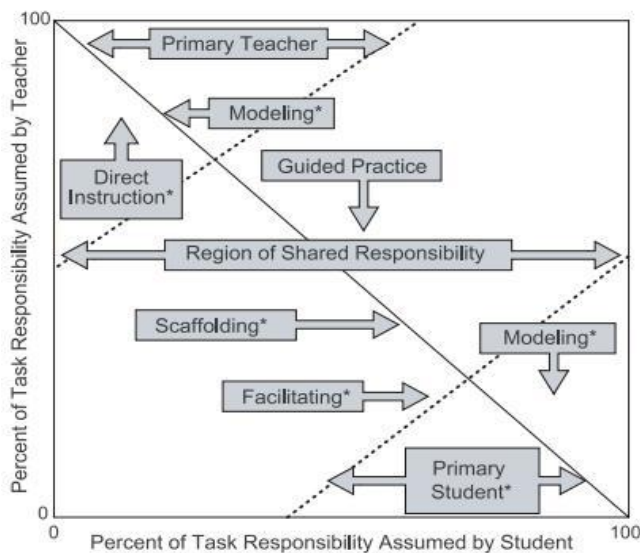 100
Primary Teacher
Modeling*
Direct
Instruction*
Guided Practice
Region of Shared Responsibility
Scaffolding*
Modeling*
Facilitating*
Primary
Student*
Percent of Task Responsibility Assumed by Teacher
0
0
100
Percent of Task Responsibility Assumed by Student